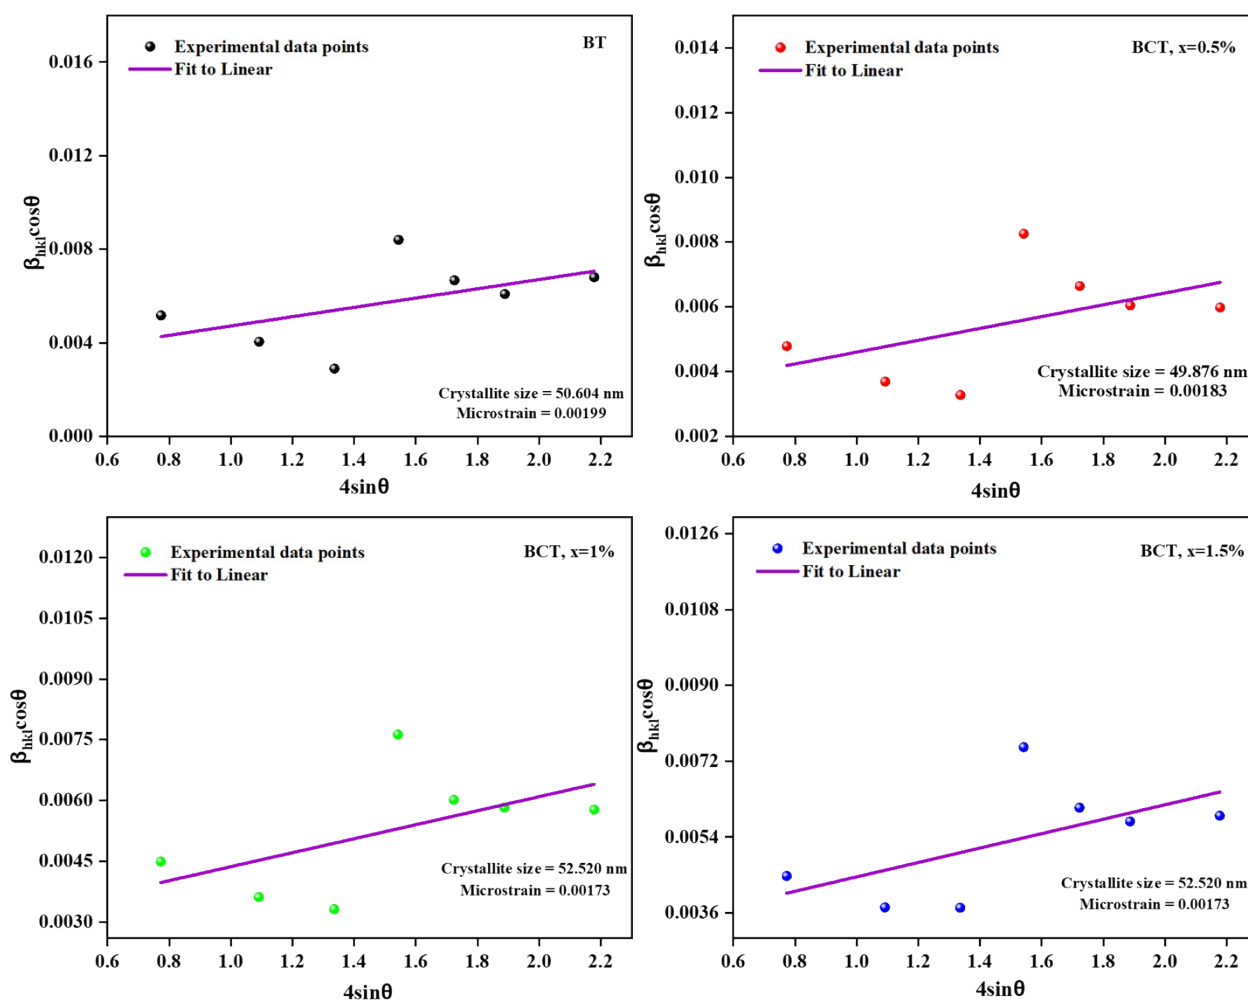 Experimental data points
Fit to Linear
BT
0.016
0.012
0.008
0.004
0.000
βhklcosθ
Crystallite size = 50.604 nm
Microstrain = 0.00199
0.6 0.8 1.0 1.2 1.4 1.6 1.8 2.0 2.2
4sinθ
Experimental data points
Fit to Linear
BCT, x=0.5%
0.014
0.012
0.010
0.008
0.006
0.004
0.002
βhklcosθ
Crystallite size = 49.876 nm
Microstrain = 0.00183
0.6 0.8 1.0 1.2 1.4 1.6 1.8 2.0 2.2
4sinθ
Experimental data points
Fit to Linear
BCT, x=1%
0.0120
0.0105
0.0090
0.0075
0.0060
0.0045
0.0030
βhklcosθ
Crystallite size = 52.520 nm
Microstrain = 0.00173
0.6 0.8 1.0 1.2 1.4 1.6 1.8 2.0 2.2
4sinθ
Experimental data points
Fit to Linear
BCT, x=1.5%
0.0126
0.0108
0.0090
0.0072
0.0054
0.0036
βhklcosθ
Crystallite size = 52.520 nm
Microstrain = 0.00173
0.6 0.8 1.0 1.2 1.4 1.6 1.8 2.0 2.2
4sinθ